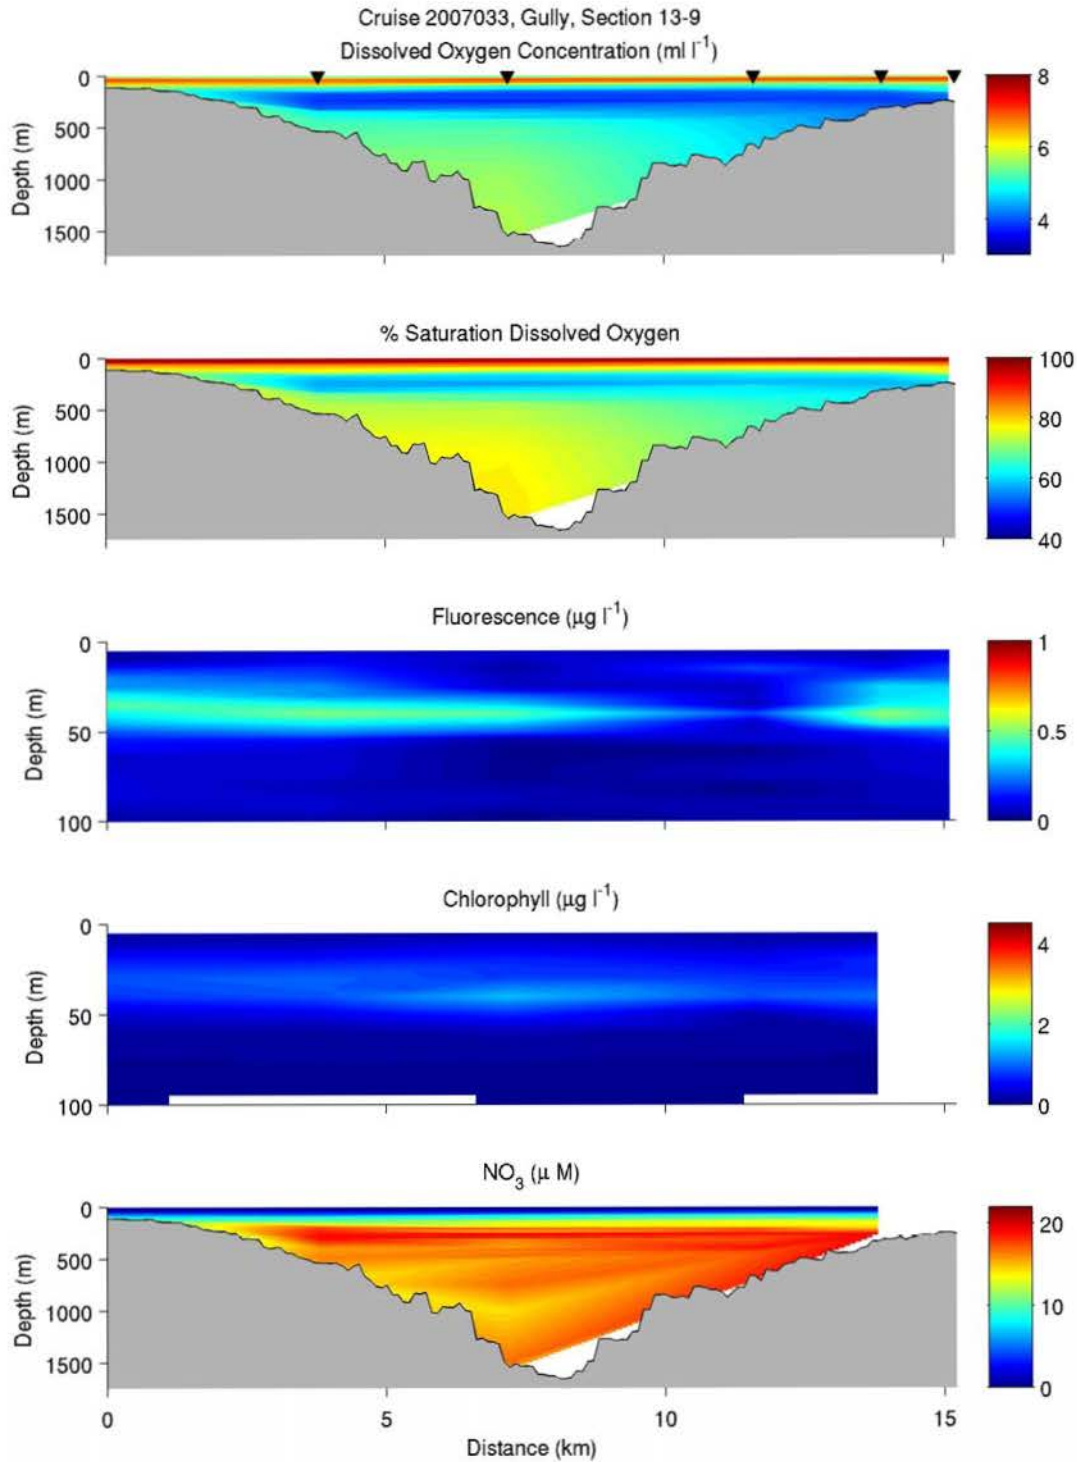 Cruise 2007033, Gully, Section 13-9
Dissolved Oxygen Concentration (ml l⁻¹)
0
500
1000
1500
Depth (m)
8
6
4
% Saturation Dissolved Oxygen
0
500
1000
1500
Depth (m)
100
80
60
40
Fluorescence (μg l⁻¹)
0
50
100
Depth (m)
1
0.5
0
Chlorophyll (μg l⁻¹)
0
50
100
Depth (m)
4
2
0
NO₃ (μ M)
0
500
1000
1500
Depth (m)
20
10
0
0 5 10 15
Distance (km)